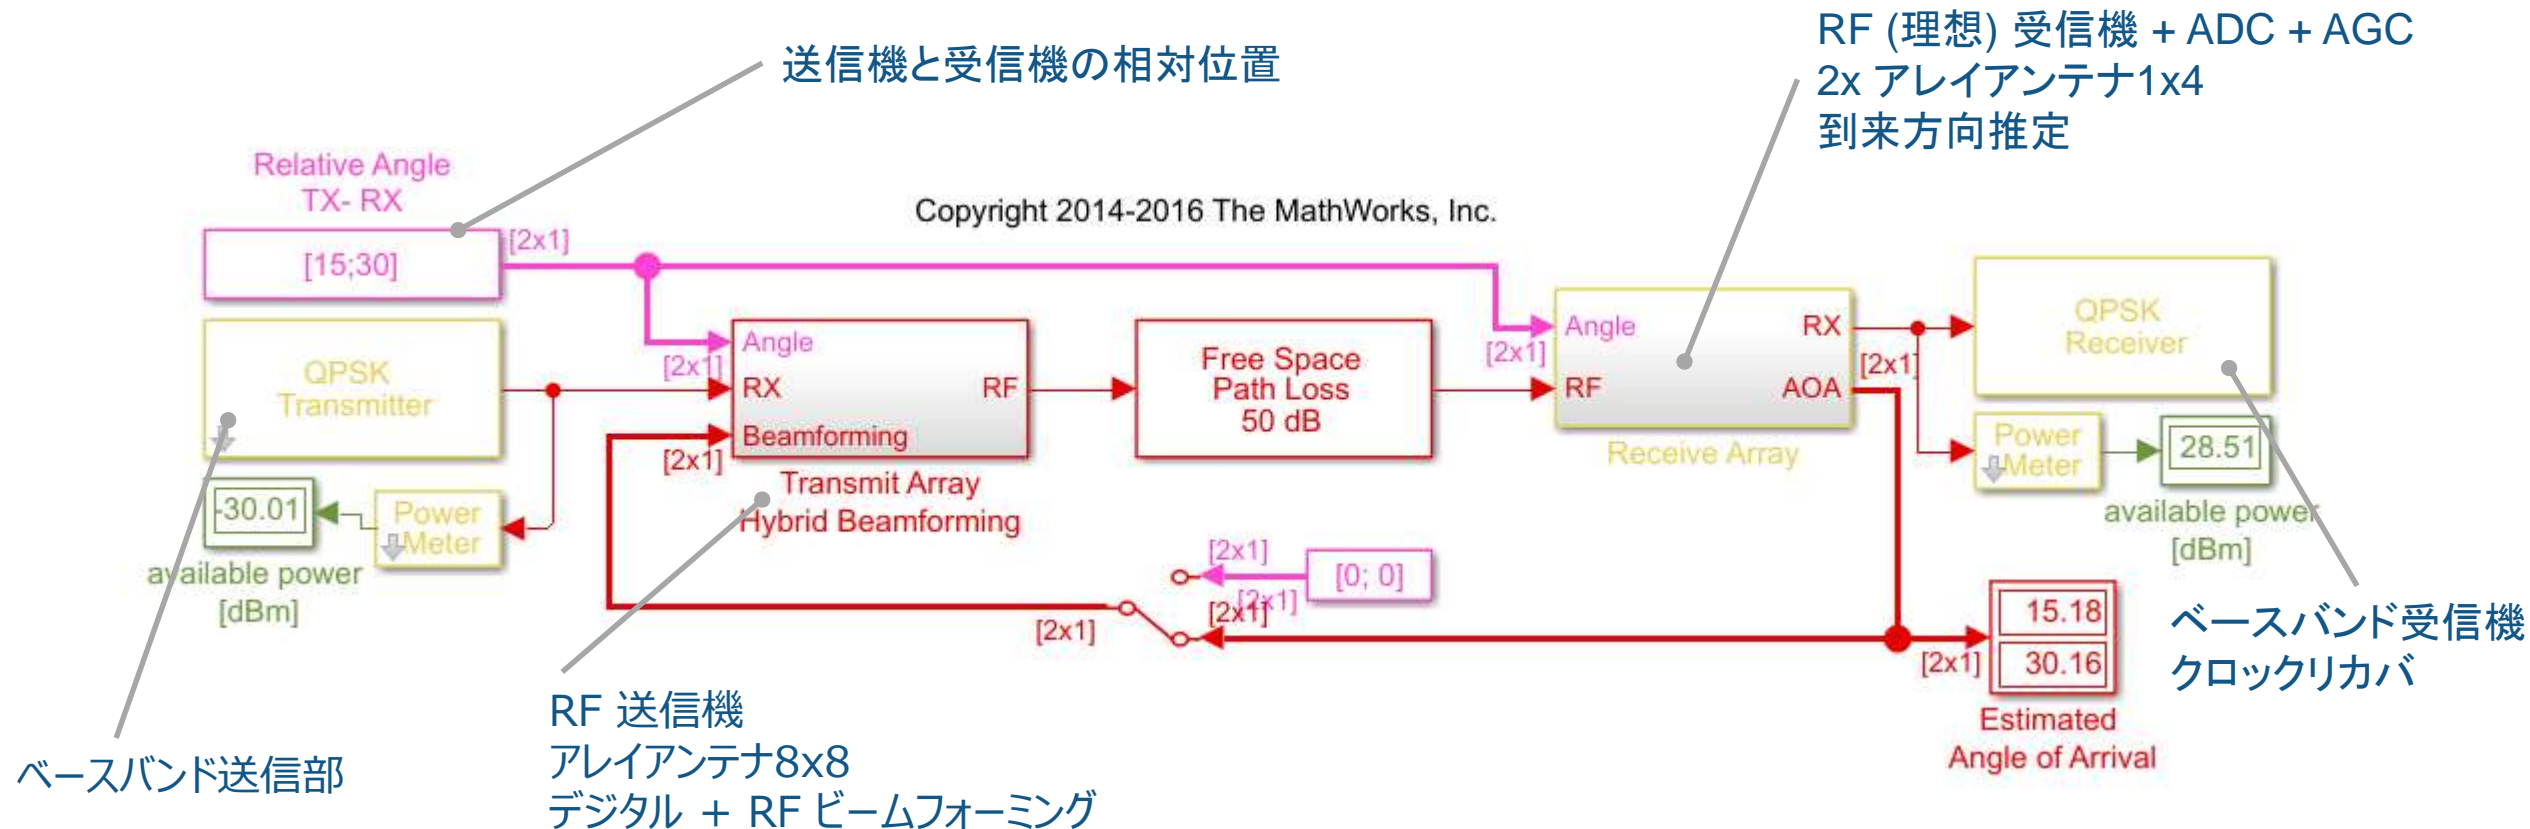 RF (理想) 受信機 + ADC + AGC
2x アレイアンテナ1x4
到来方向推定
送信機と受信機の相対位置
Relative Angle
TX- RX
Copyright 2014-2016 The MathWorks, Inc.
[15;30]
[2x1]
QPSK
Transmitter
[2x1]
Angle
RX
RF
Beamforming
[2x1]
Transmit Array
Hybrid Beamforming
Free Space
Path Loss
50 dB
[2x1]
Angle
RX
RF
AOA
[2x1]
Receive Array
QPSK
Receiver
Power
Meter
28.51
available power
[dBm]
-30.01
Power
Meter
available power
[dBm]
[2x1]
[0; 0]
[2x1]
[2x1]
[2x1]
[2x1]
15.18
30.16
Estimated
Angle of Arrival
ベースバンド受信機
クロックリカバ
RF 送信機
アレイアンテナ8x8
デジタル + RF ビームフォーミング
ベースバンド送信部